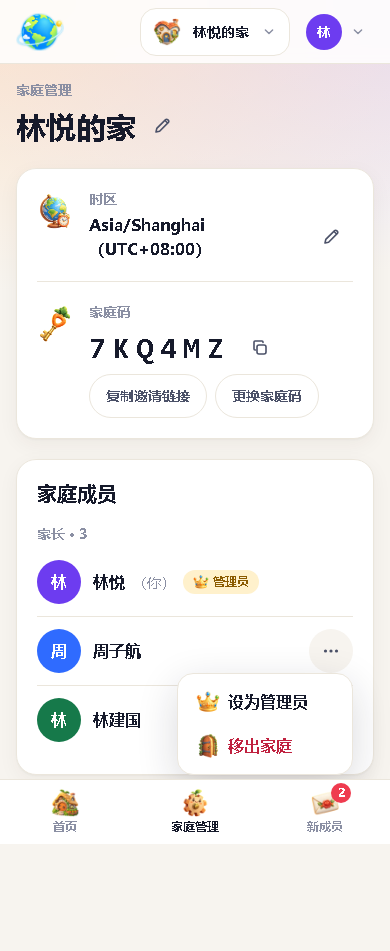 林悦的家
林
家庭管理
林悦的家
时区
Asia/Shanghai
(UTC+08:00)
家庭码
7KQ4MZ
复制邀请链接
更换家庭码
家庭成员
家长 • 3
林
林悦
（你）
管理员
周
周子航
林
林建国
设为管理员
移出家庭
首页
家庭管理
2
新成员